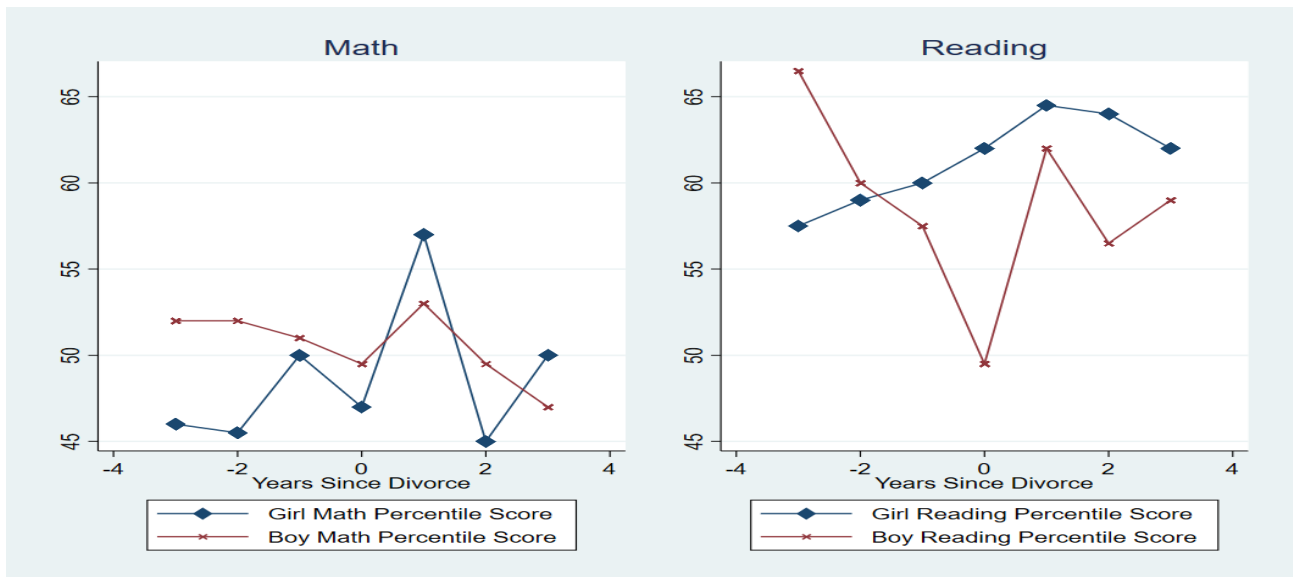 Math
65
60
55
50
45
-4
-2
0
2
4
Years Since Divorce
Girl Math Percentile Score
Boy Math Percentile Score
Reading
65
60
55
50
45
-4
-2
0
2
4
Years Since Divorce
Girl Reading Percentile Score
Boy Reading Percentile Score